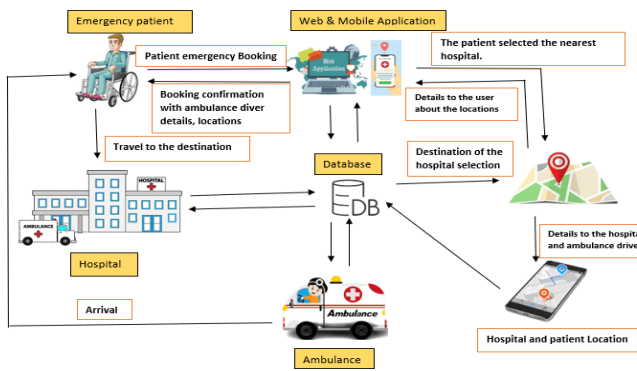 Emergency patient
Web & Mobile Application
Patient emergency Booking
The patient selected the nearest
hospital.
Web
Application
Booking confirmation
with ambulance diver
details, locations
Details to the user
about the locations
Travel to the destination
Database
Destination of the
hospital selection
HOSPITAL
DB
AMBULANCE
Details to the hospita
and ambulance drive
Hospital
Arrival
Ambulance
Hospital and patient Location
Ambulance